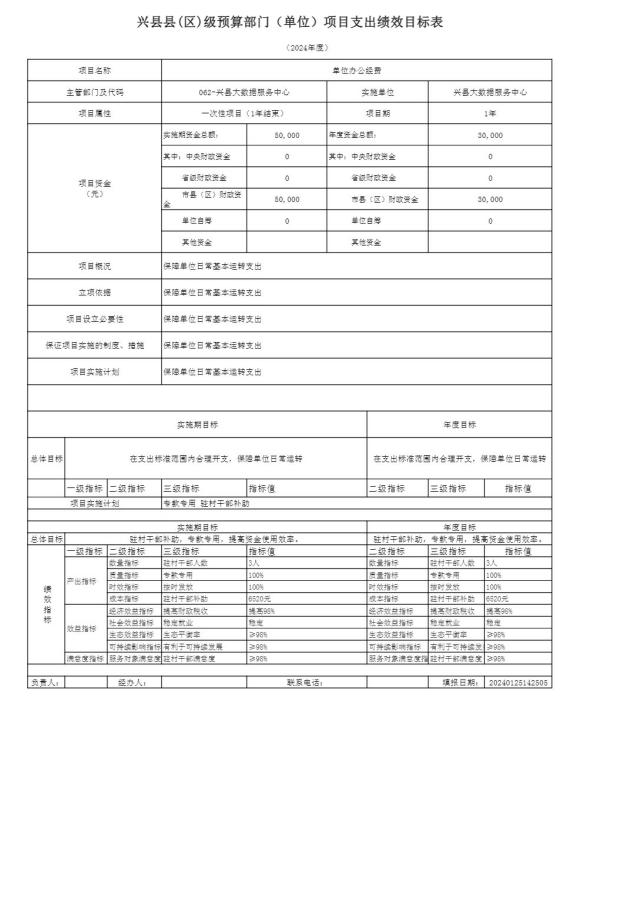 兴县县(区)级预算部门（单位）项目支出绩效目标表
（2024年度）
项目名称 单位办公经费
主管部门及代码 062-兴县大数据服务中心 实施单位 兴县大数据服务中心
项目属性 一次性项目（1年结束） 项目期 1年
项目资金（元） 实施期资金总额： 50,000 年度资金总额： 30,000
其中：中央财政资金 0 其中：中央财政资金 0
省级财政资金 0 省级财政资金 0
市县（区）财政资金 50,000 市县（区）财政资金 30,000
单位自筹 0 单位自筹 0
其他资金 其他资金
项目概况 保障单位日常基本运转支出
立项依据 保障单位日常基本运转支出
项目设立必要性 保障单位日常基本运转支出
保证项目实施的制度、措施 保障单位日常基本运转支出
项目实施计划 保障单位日常基本运转支出
实施期目标 年度目标
总体目标 在支出标准范围内合理开支，保障单位日常运转 在支出标准范围内合理开支，保障单位日常运转
一级指标 二级指标 三级指标 指标值 二级指标 三级指标 指标值
项目实施计划 专款专用 驻村干部补助
实施期目标 年度目标
总体目标 驻村干部补助，专款专用，提高资金使用效率。 驻村干部补助，专款专用，提高资金使用效率。
一级指标 二级指标 三级指标 指标值 二级指标 三级指标 指标值
绩效指标 产出指标 数量指标 驻村干部人数 3人 数量指标 驻村干部人数 3人
质量指标 专款专用 100% 质量指标 专款专用 100%
时效指标 按时发放 100% 时效指标 按时发放 100%
成本指标 驻村干部补助 6520元 成本指标 驻村干部补助 6520元
效益指标 经济效益指标 提高财政税收 提高98% 经济效益指标 提高财政税收 提高98%
社会效益指标 稳定就业 稳定 社会效益指标 稳定就业 稳定
生态效益指标 生态平衡率 ≥98% 生态效益指标 生态平衡率 ≥98%
可持续影响指标 有利于可持续发展 ≥98% 可持续影响指标 有利于可持续发 ≥98%
满意度指标 服务对象满意度 驻村干部满意度 ≥98% 服务对象满意度指 驻村干部满意度 ≥98%
负责人： 经办人： 联系电话： 填报日期： 20240125142505